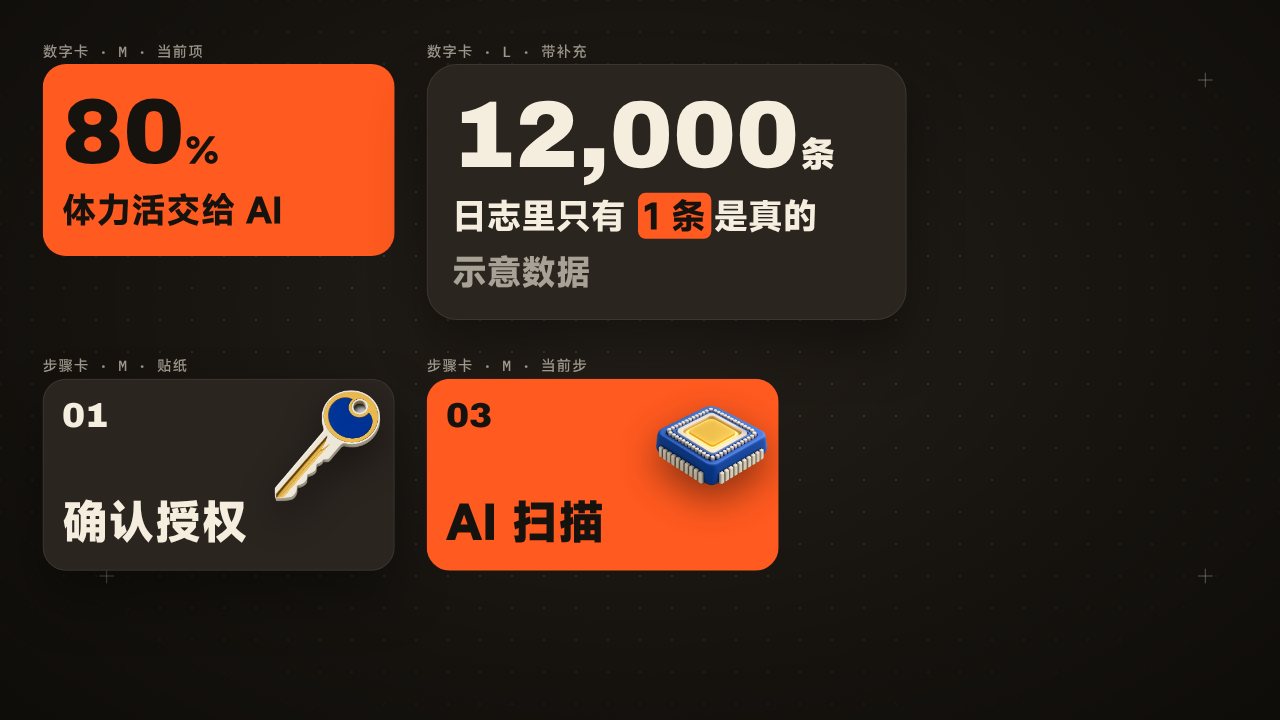 数字卡 · M · 当前项
80%
体力活交给 AI
数字卡 · L · 带补充
12,000条
日志里只有 1 条是真的
示意数据
步骤卡 · M · 贴纸
01
确认授权
步骤卡 · M · 当前步
03
AI 扫描